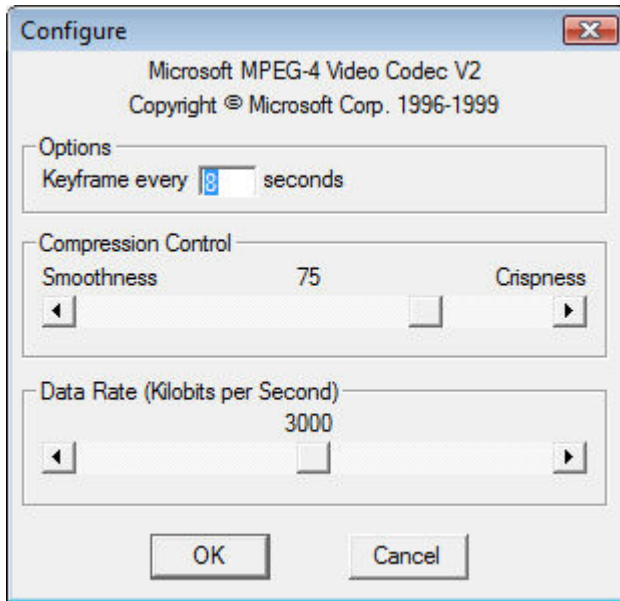 Configure
Microsoft MPEG-4 Video Codec V2
Copyright © Microsoft Corp. 1996-1999
Options
Keyframe every 8 seconds
Compression Control
Smoothness 75 Crispness
Data Rate (Kilobits per Second)
3000
OK Cancel